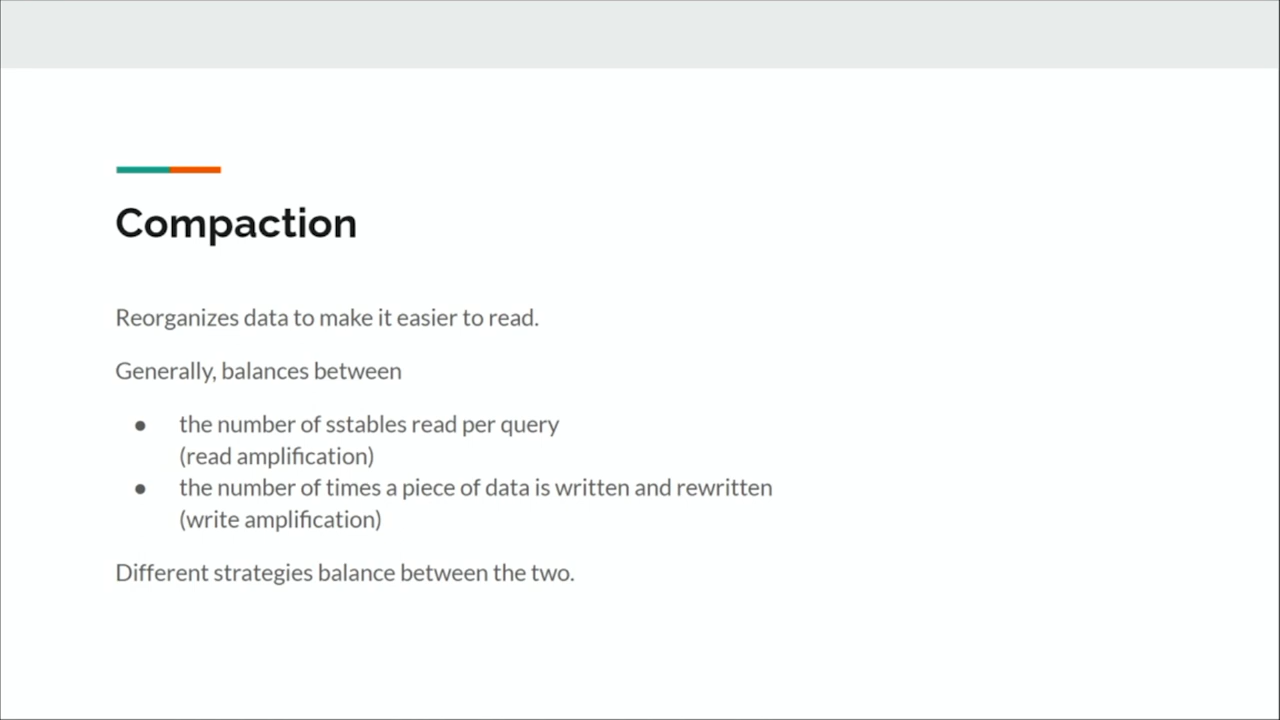 Compaction
Reorganizes data to make it easier to read.
Generally, balances between
● the number of sstables read per query
(read amplification)
● the number of times a piece of data is written and rewritten
(write amplification)
Different strategies balance between the two.